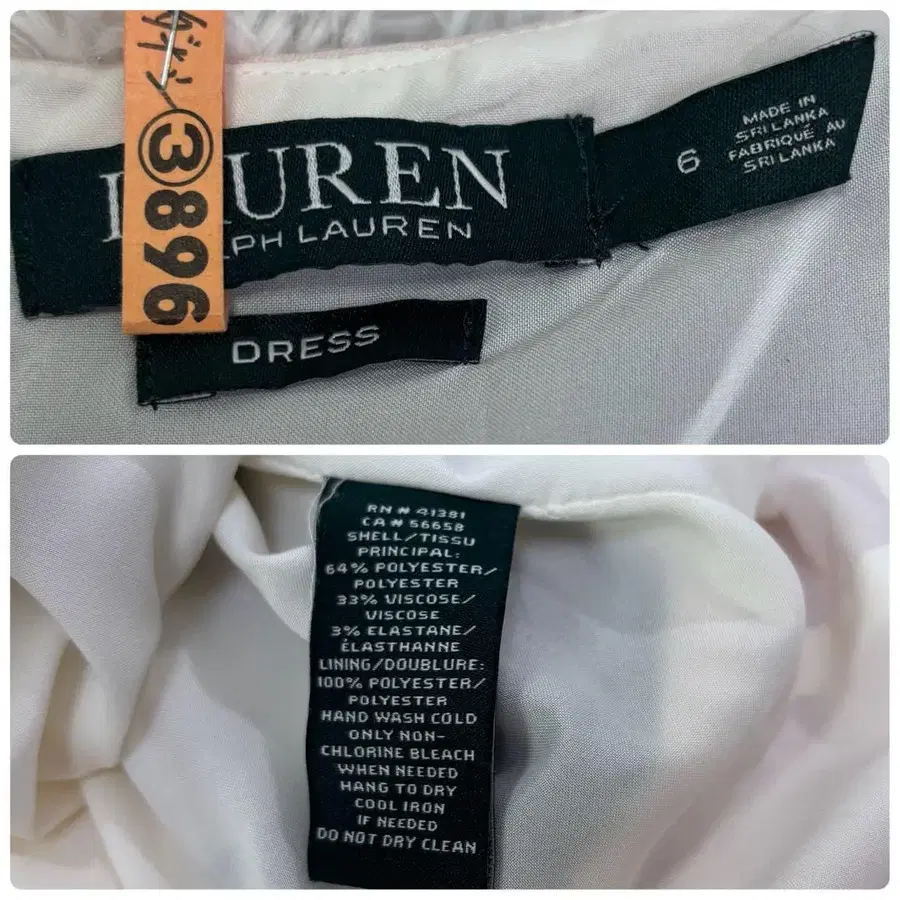 ③896
LAUREN
RALPH LAUREN
DRESS
6
MADE IN
SRI LANKA
FABRIQUÉ AU
SRI LANKA
RN # 41381
CA # 56658
SHELL/TISSU
PRINCIPAL:
64% POLYESTER/
POLYESTER
33% VISCOSE/
VISCOSE
3% ELASTANE/
ÉLASTHANNE
LINING/DOUBLURE:
100% POLYESTER/
POLYESTER
HAND WASH COLD
ONLY NON-
CHLORINE BLEACH
WHEN NEEDED
HANG TO DRY
COOL IRON
IF NEEDED
DO NOT DRY CLEAN